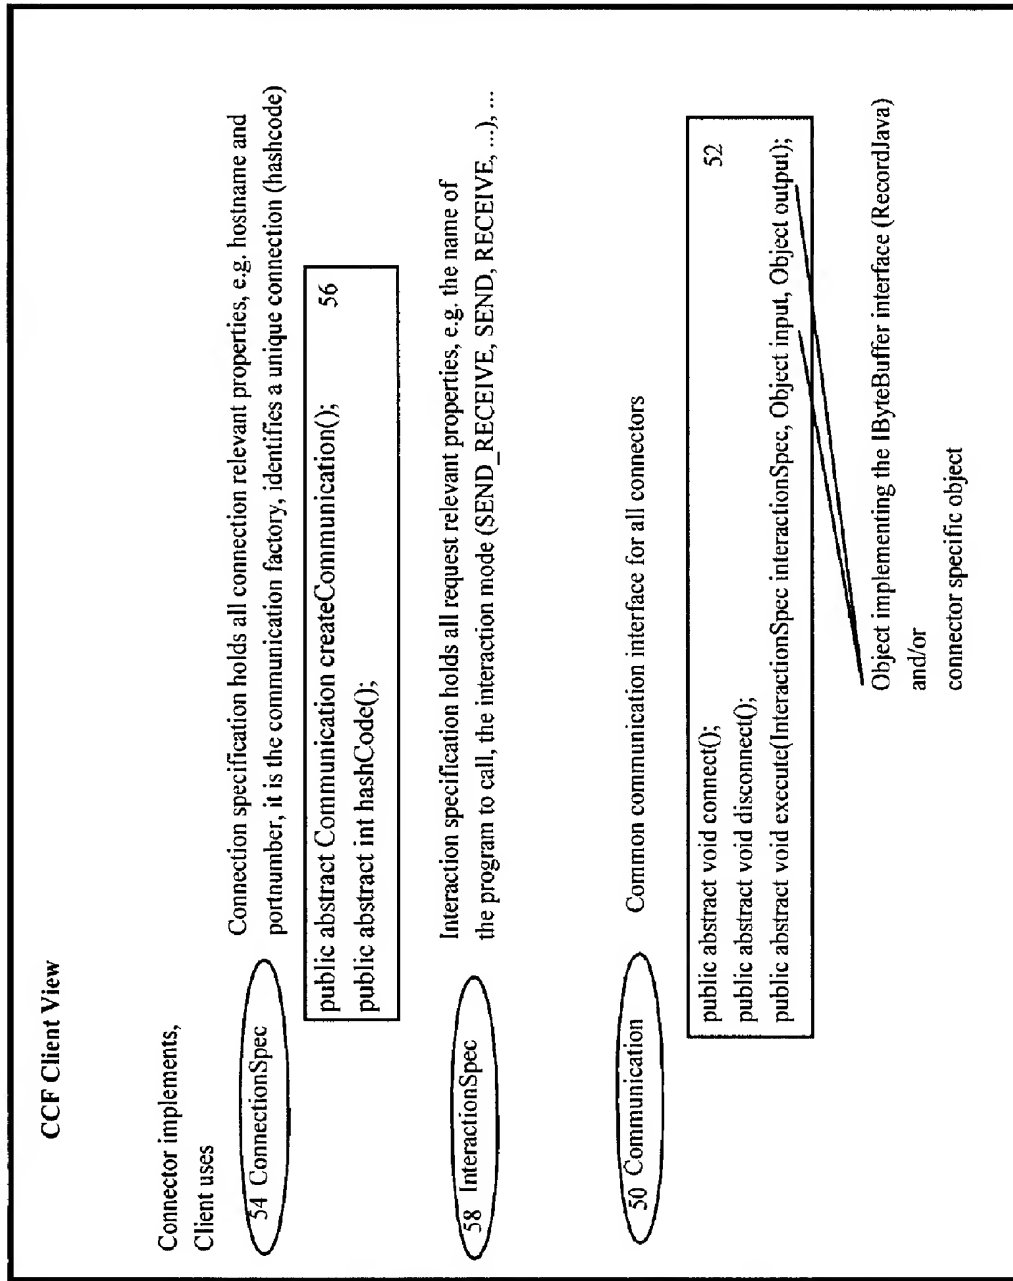 CCF Client View
Connector implements,
Client uses
54 ConnectionSpec
Connection specification holds all connection relevant properties, e.g. hostname and
portnumber, it is the communication factory, identifies a unique connection (hashcode)
public abstract Communication createCommunication();
56
public abstract int hashCode();
58 InteractionSpec
Interaction specification holds all request relevant properties, e.g. the name of
the program to call, the interaction mode (SEND_RECEIVE, SEND, RECEIVE, ...), ...
50 Communication
Common communication interface for all connectors
public abstract void connect();
52
public abstract void disconnect();
public abstract void execute(InteractionSpec interactionSpec, Object input, Object output);
Object implementing the IByteBuffer interface (RecordJava)
and/or
connector specific object